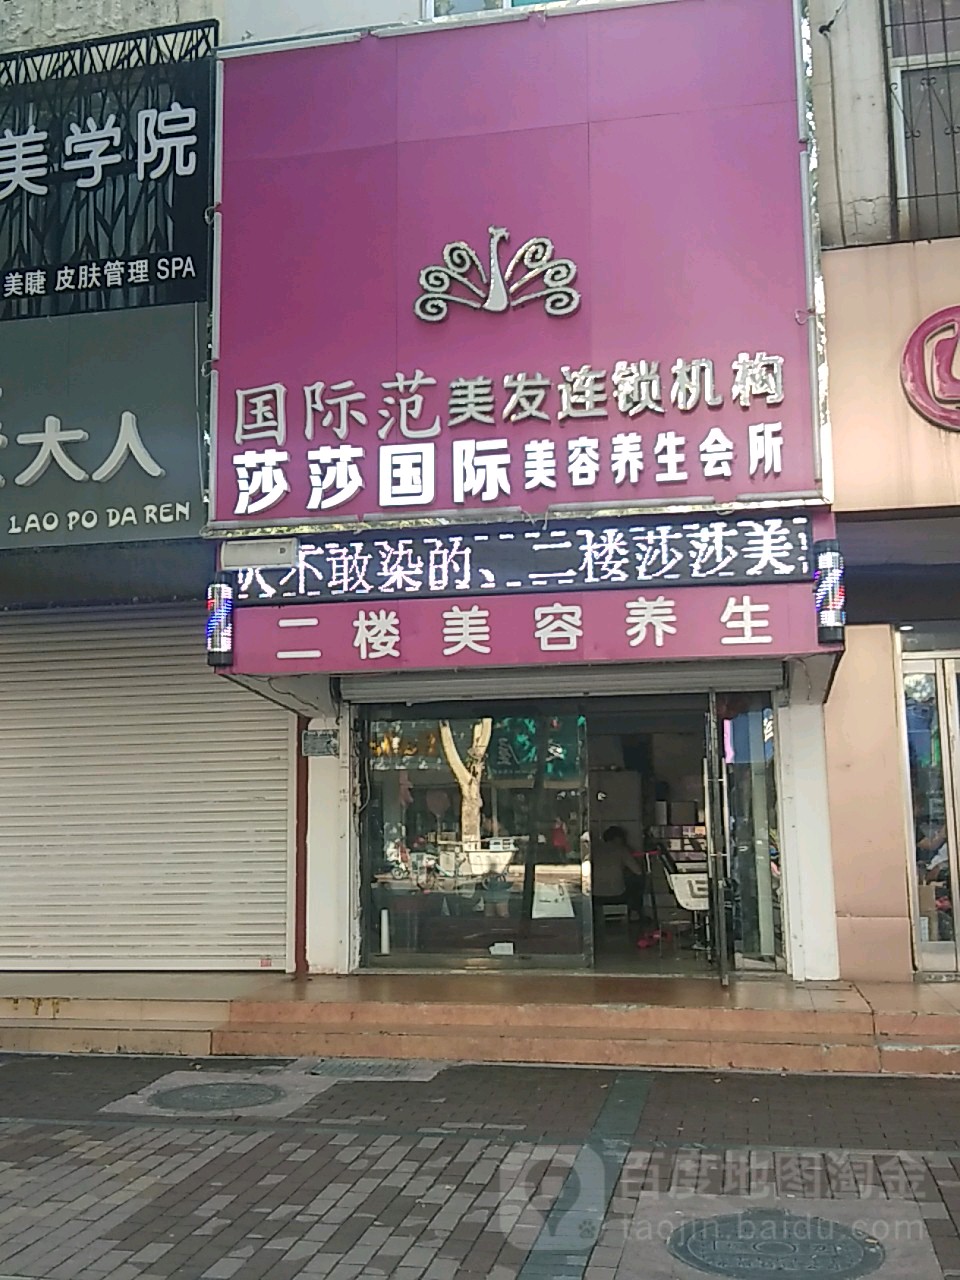 美学院
美睫 皮肤管理 SPA
大人
LAO PO DA REN
国际范美发连锁机构
莎莎国际美容养生会所
不敢染的、二楼莎莎美
二楼美容养生
百度地图淘金
taojin.baidu.com